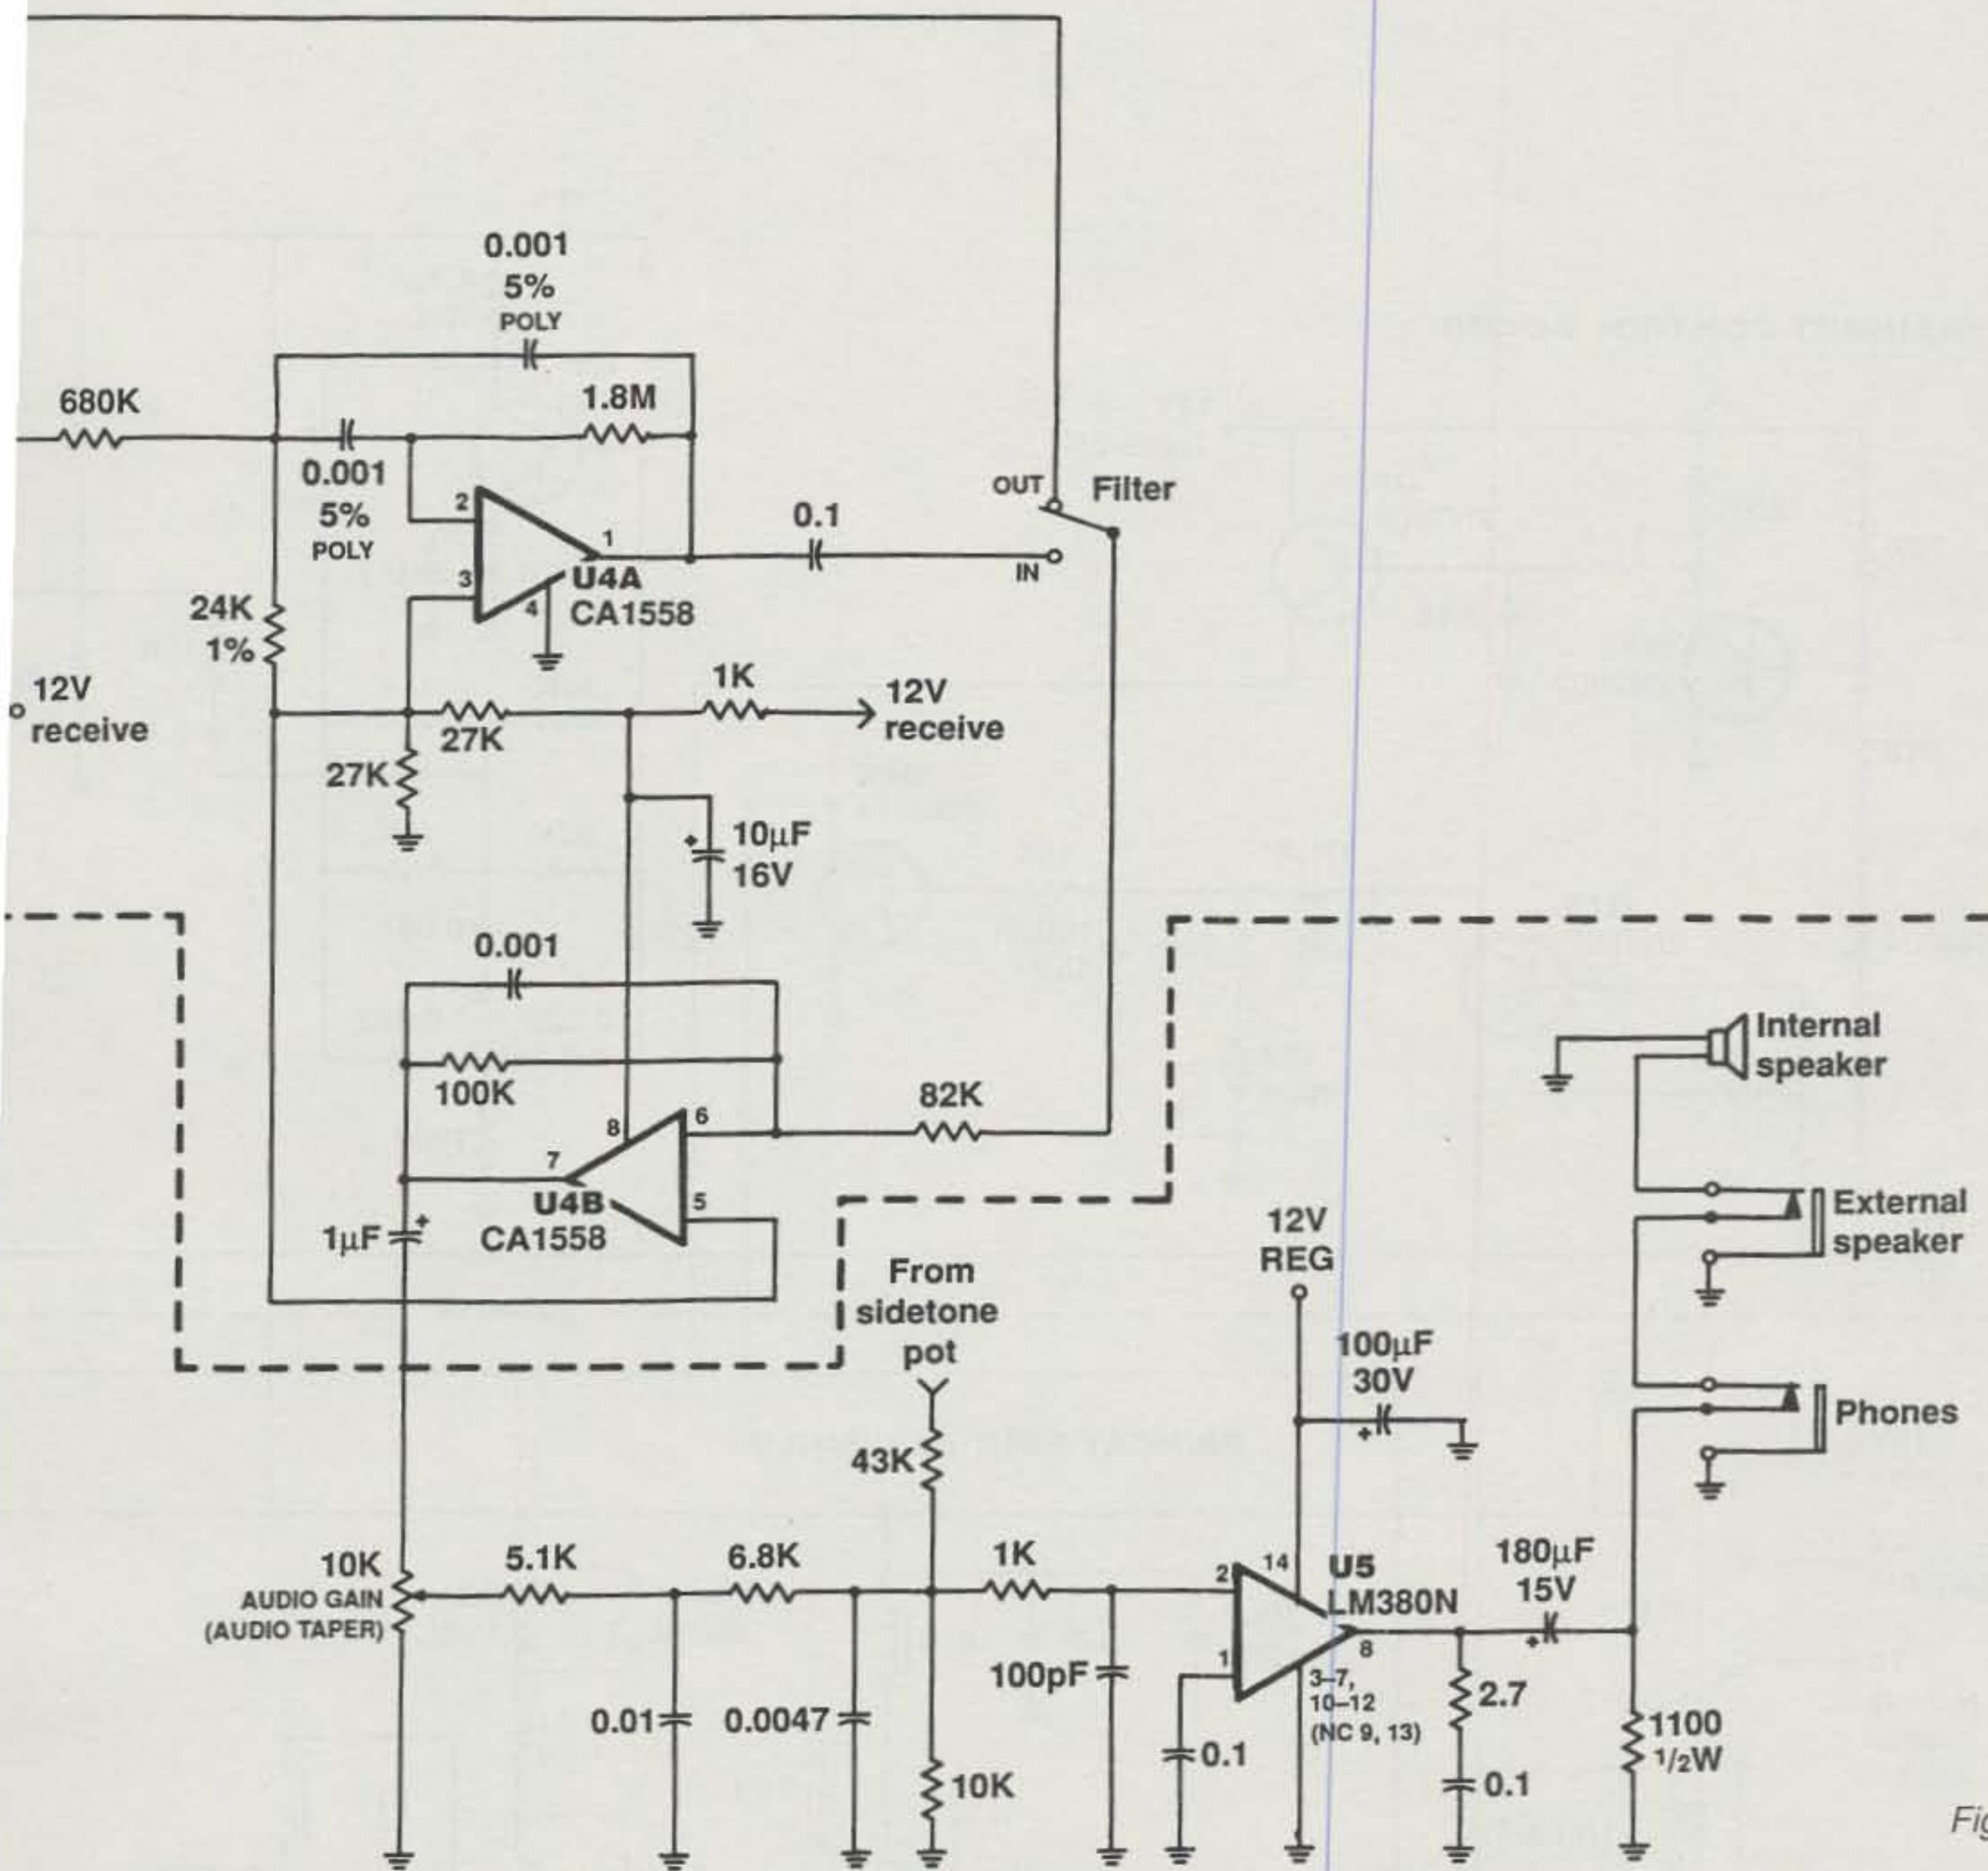 0.001
5%
POLY
680K
1.8M
0.001
5%
POLY
2
3
1
4
U4A
CA1558
0.1
OUT
Filter
IN
24K
1%
12V
receive
27K
27K
1K
12V
receive
10µF
16V
0.001
100K
82K
8
6
7
5
U4B
CA1558
1µF
From
sidetone
pot
12V
REG
100µF
30V
Internal
speaker
External
speaker
Phones
43K
10K
AUDIO GAIN
(AUDIO TAPER)
5.1K
6.8K
1K
2
14
U5
LM380N
1
8
3–7,
10–12
(NC 9, 13)
180µF
15V
0.01
0.0047
10K
100pF
0.1
2.7
0.1
1100
1/2W
Fig